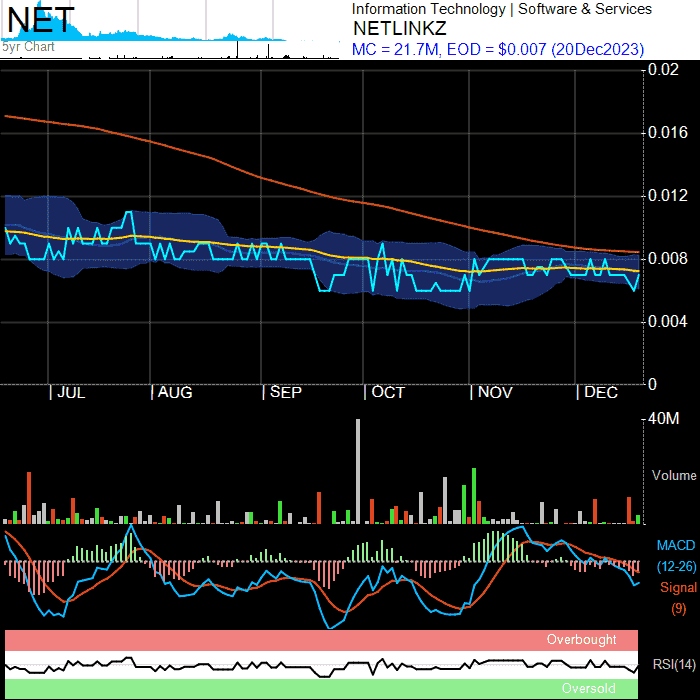 NET
5yr Chart
Information Technology | Software & Services
NETLINKZ
MC = 21.7M, EOD = $0.007 (20Dec2023)
0.02
0.016
0.012
0.008
0.004
0
| JUL | AUG | SEP | OCT | NOV | DEC
40M
Volume
MACD
(12-26)
Signal
(9)
Overbought
RSI(14)
Oversold